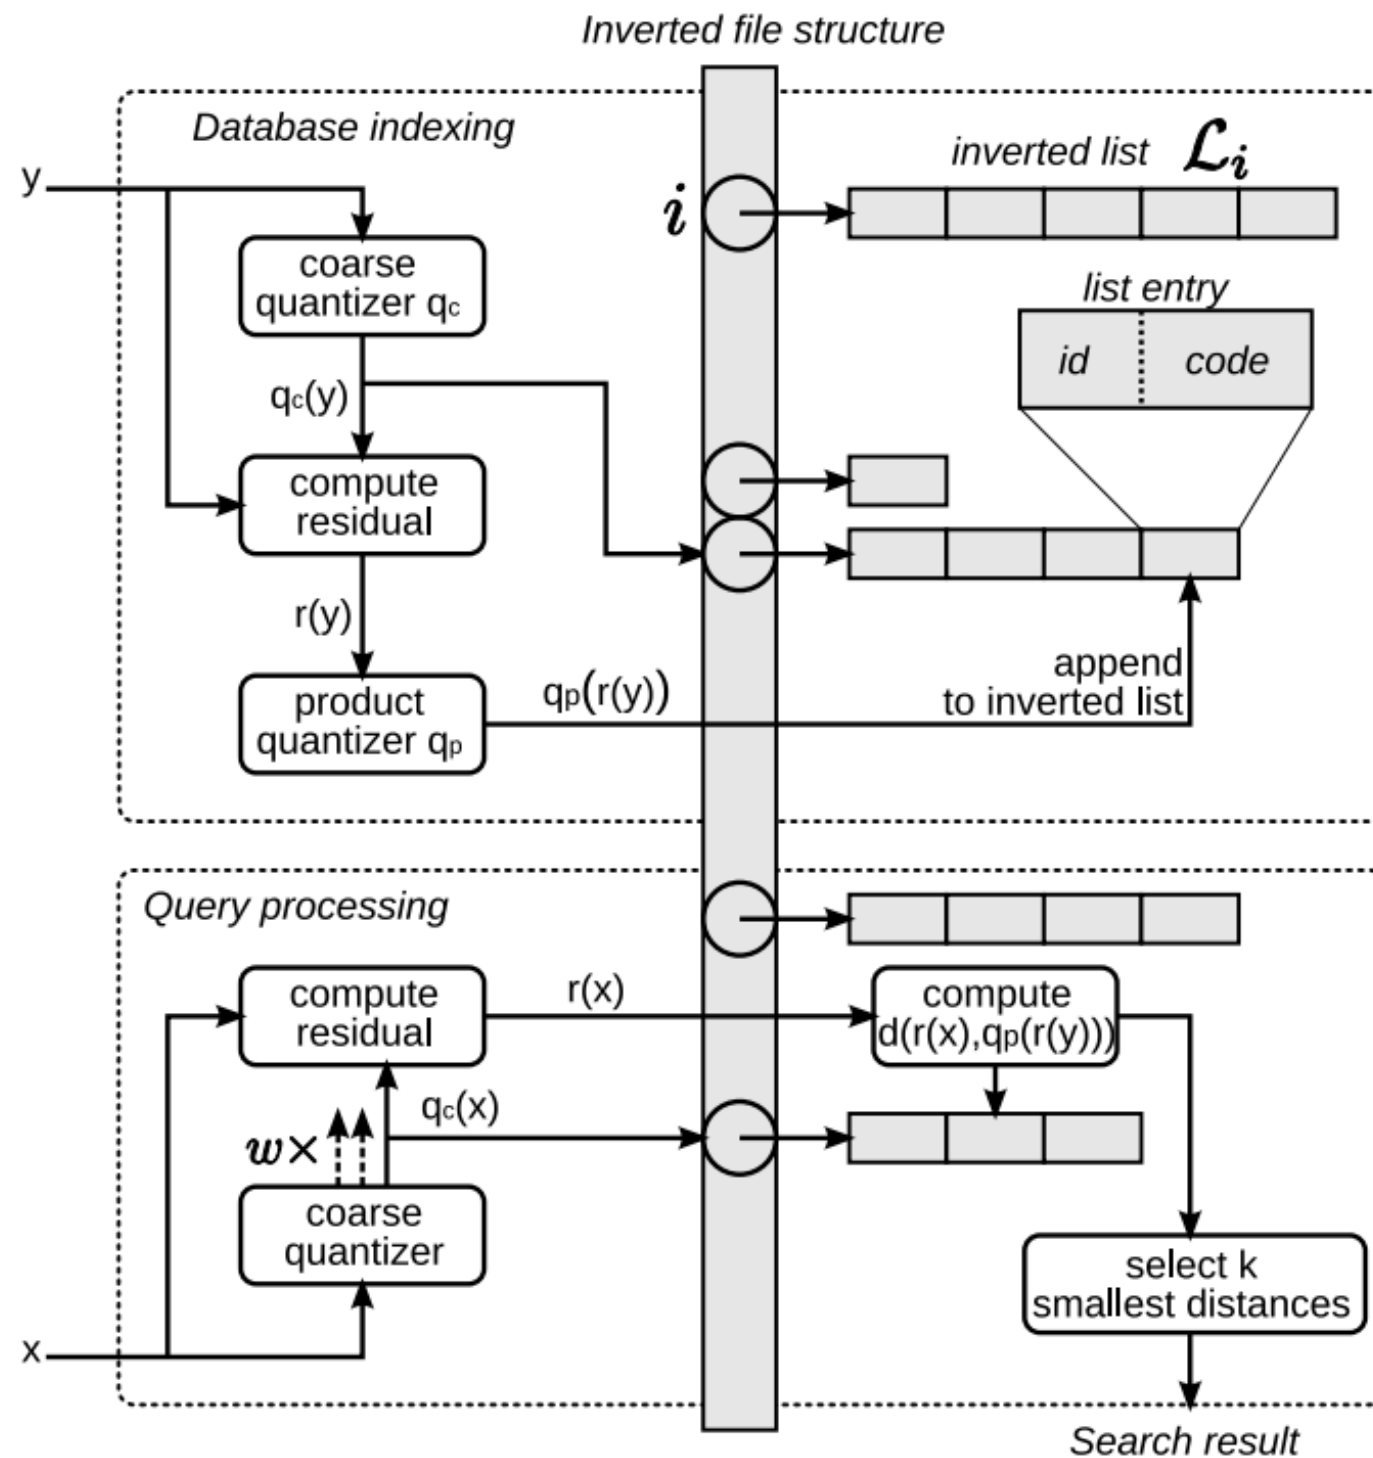 Inverted file structure
Database indexing
inverted list ℒi
y
i
coarse
quantizer qc
list entry
id
code
qc(y)
compute
residual
r(y)
append
to inverted list
product
quantizer qp
qp(r(y))
Query processing
compute
residual
r(x)
compute
d(r(x),qp(r(y)))
qc(x)
w×
coarse
quantizer
select k
smallest distances
x
Search result